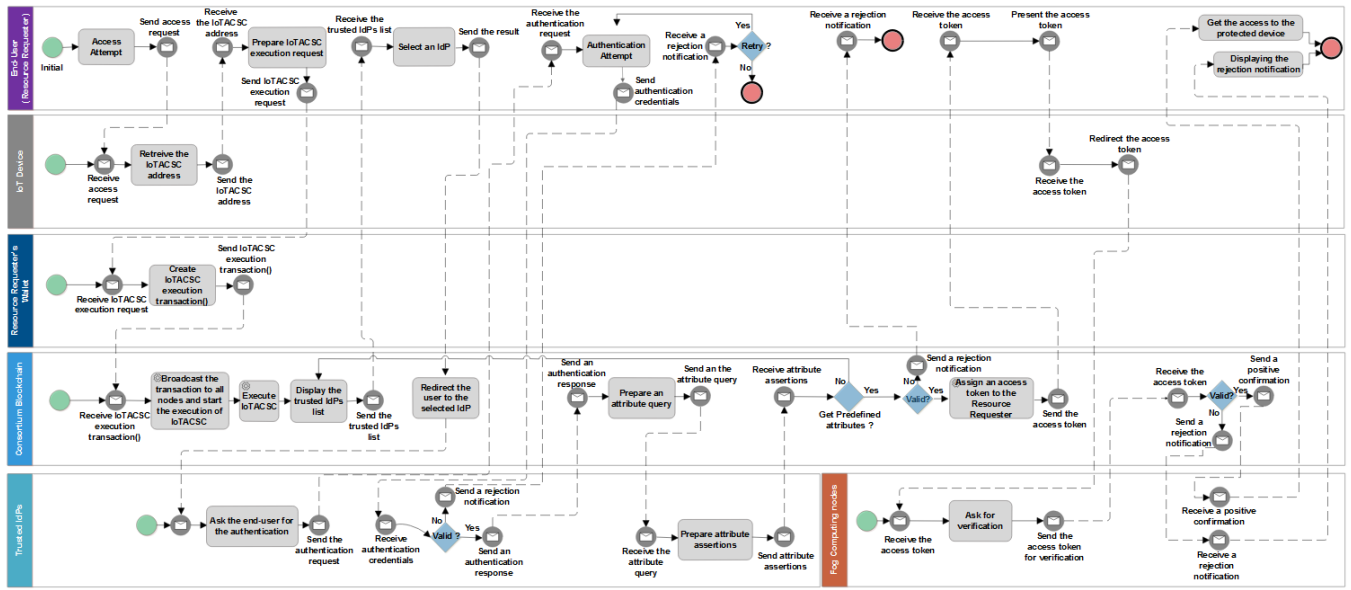 End-User
(Resource Requester)
Initial
Access
Attempt
Send access
request
Receive
the IoTACSC
address
Prepare IoTACSC
execution request
Send IoTACSC
execution
request
Receive the
trusted IdPs list
Select an IdP
Send the result
Receive the
authentication
request
Authentication
Attempt
Send
authentication
credentials
Receive a
rejection
notification
Yes
Retry?
No
Receive a rejection
notification
Receive the access
token
Present the access
token
Get the access to the
protected device
Displaying the
rejection notification
IoT Device
Receive
access
request
Retreive the
IoTACSC
address
Send the
IoTACSC
address
Receive the
access token
Redirect the access
token
Resource Requester's
Wallet
Receive IoTACSC
execution request
Create
IoTACSC
execution
transaction()
Send IoTACSC
execution
transaction()
Consortium Blockchain
Receive IoTACSC
execution
transaction()
Broadcast the
transaction to all
nodes and start
the execution of
IoTACSC
Execute
IoTACSC
Display the
trusted IdPs
list
Send the
trusted IdPs
list
Redirect the
user to the
selected IdP
Send an
authentication
response
Prepare an
attribute query
Send an the
attribute query
Receive attribute
assertions
No
Yes
Get Predefined
attributes ?
Send a rejection
notification
No
Yes
Valid?
Assign an access
token to the
Resource
Requester
Send the
access token
Receive the
access token
Valid?
Yes
No
Send a
positive
confirmation
Send a
rejection
notification
Trusted IdPs
Ask the end-user for
the authentication
Send the
authentication
request
Receive
authentication
credentials
Send a rejection
notification
No
Valid ?
Yes
Send an
authentication
response
Receive the
attribute
query
Prepare attribute
assertions
Send attribute
assertions
Fog Computing nodes
Receive the
access token
Ask for
verification
Send the
access token
for verification
Receive a positive
confirmation
Receive a
rejection
notification